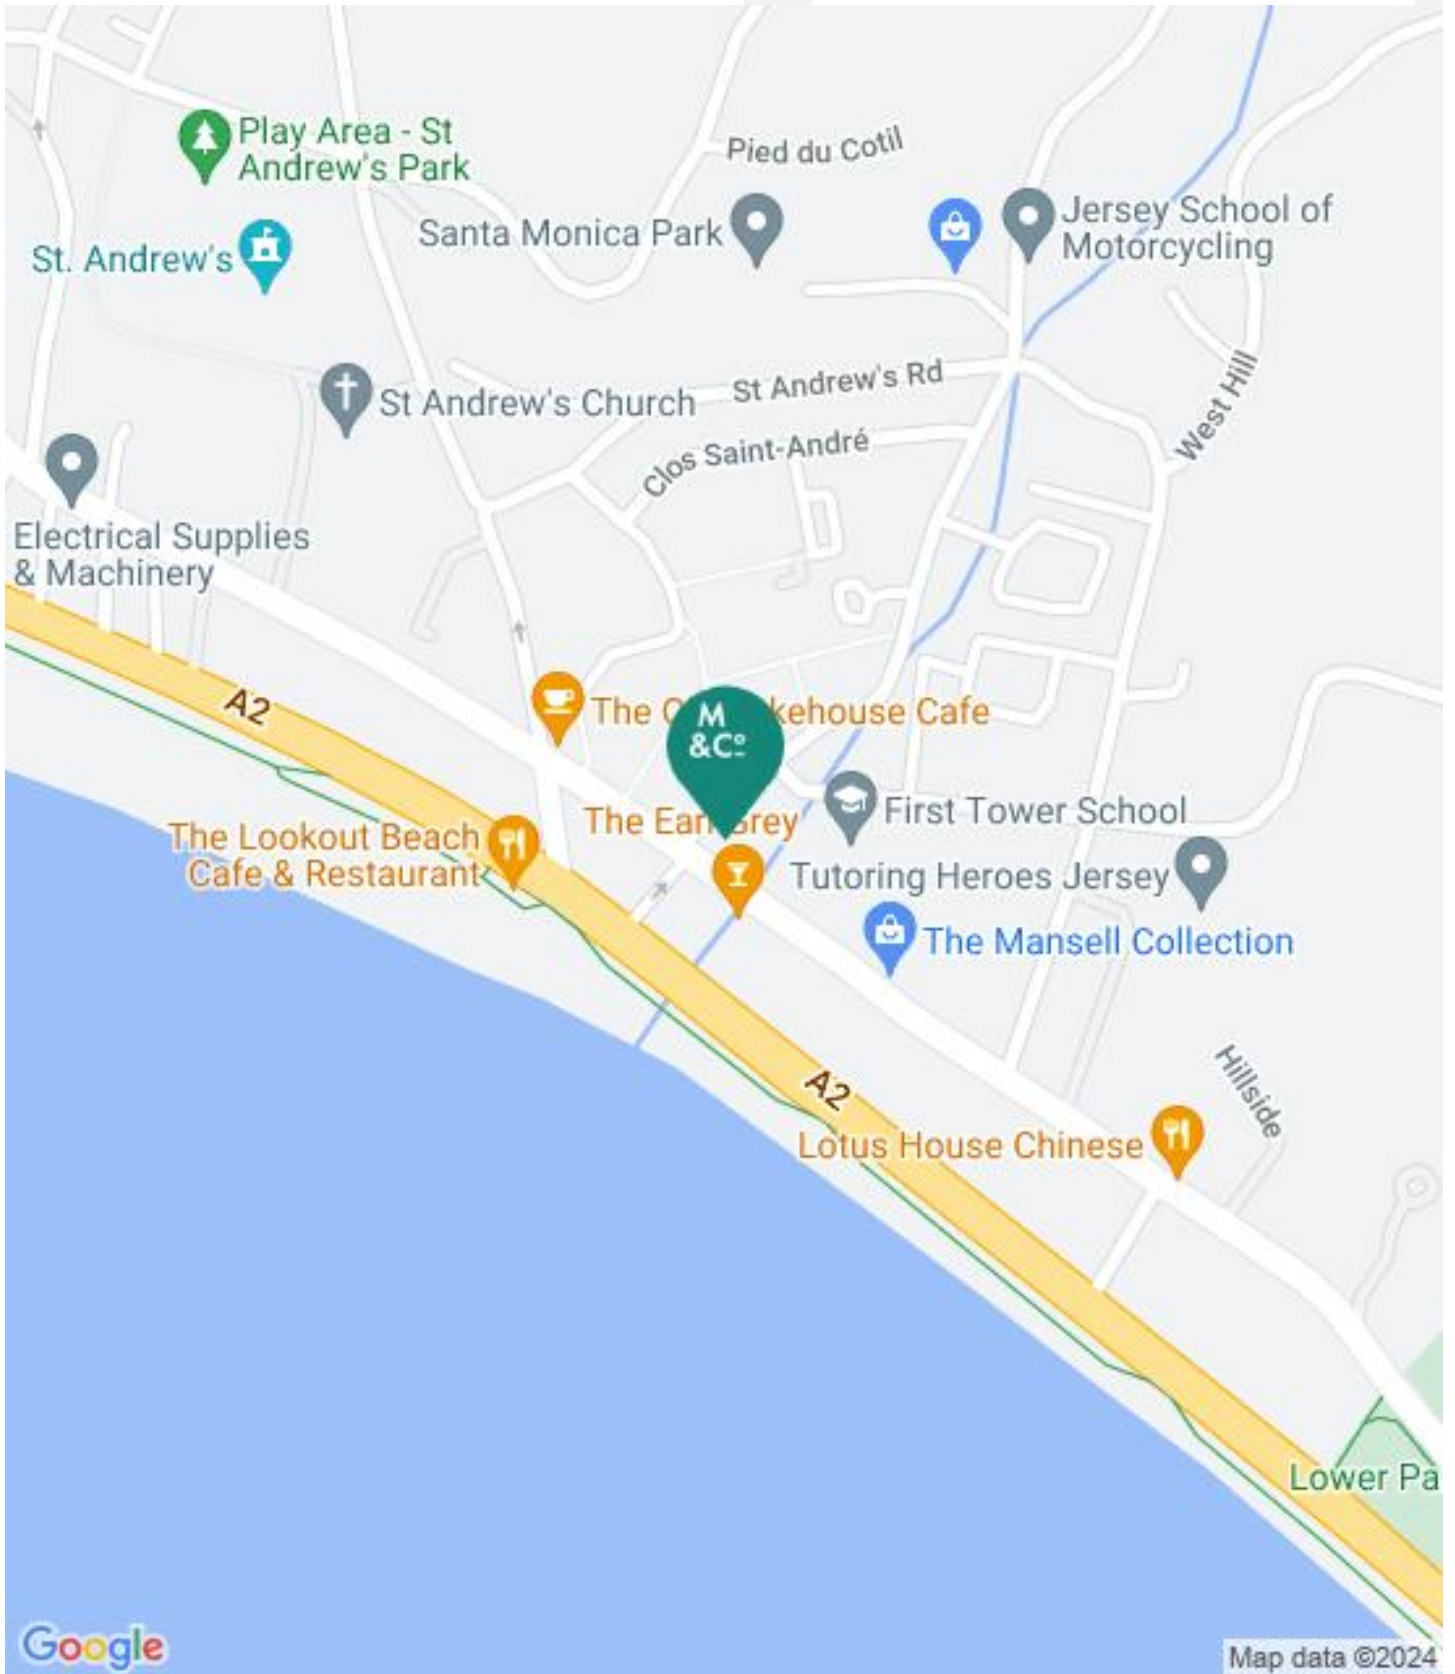 Play Area - St
Andrew's Park
Pied du Cotil
Santa Monica Park
Jersey School of
Motorcycling
St. Andrew's
St Andrew's Rd
St Andrew's Church
West Hill
Clos Saint-André
Electrical Supplies
& Machinery
A2
The
kehouse Cafe
M
&Cº
The Earl Grey
First Tower School
The Lookout Beach
Cafe & Restaurant
Tutoring Heroes Jersey
The Mansell Collection
A2
Hillside
Lotus House Chinese
Lower Pa
Google
Map data ©2024